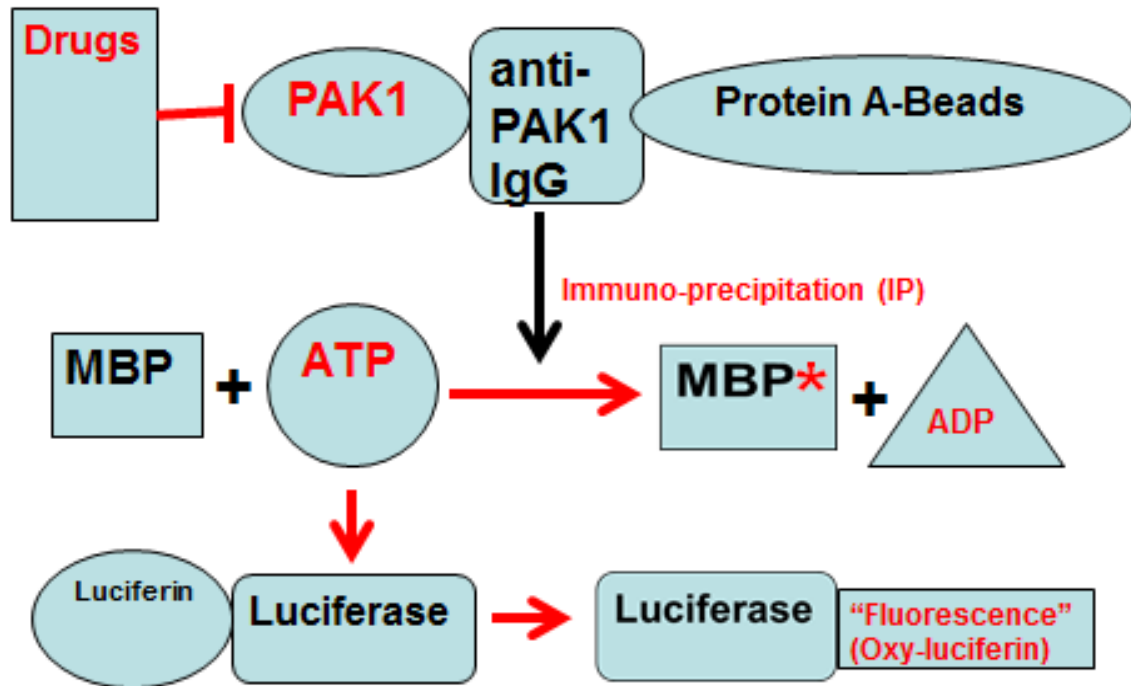 Drugs
PAK1
anti-
PAK1
IgG
Protein A-Beads
Immuno-precipitation (IP)
MBP + ATP
MBP* + ADP
Luciferin
Luciferase
Luciferase
“Fluorescence”
(Oxy-luciferin)